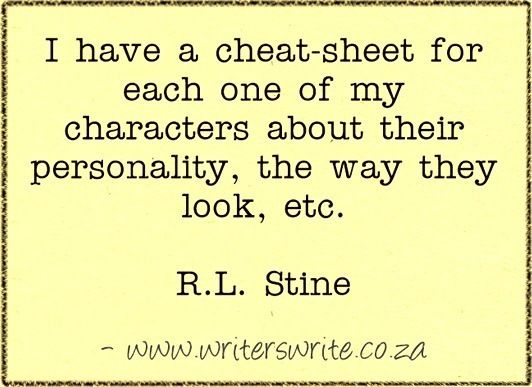 I have a cheat-sheet for
each one of my
characters about their
personality, the way they
look, etc.
R.L. Stine
- www.writerswrite.co.za